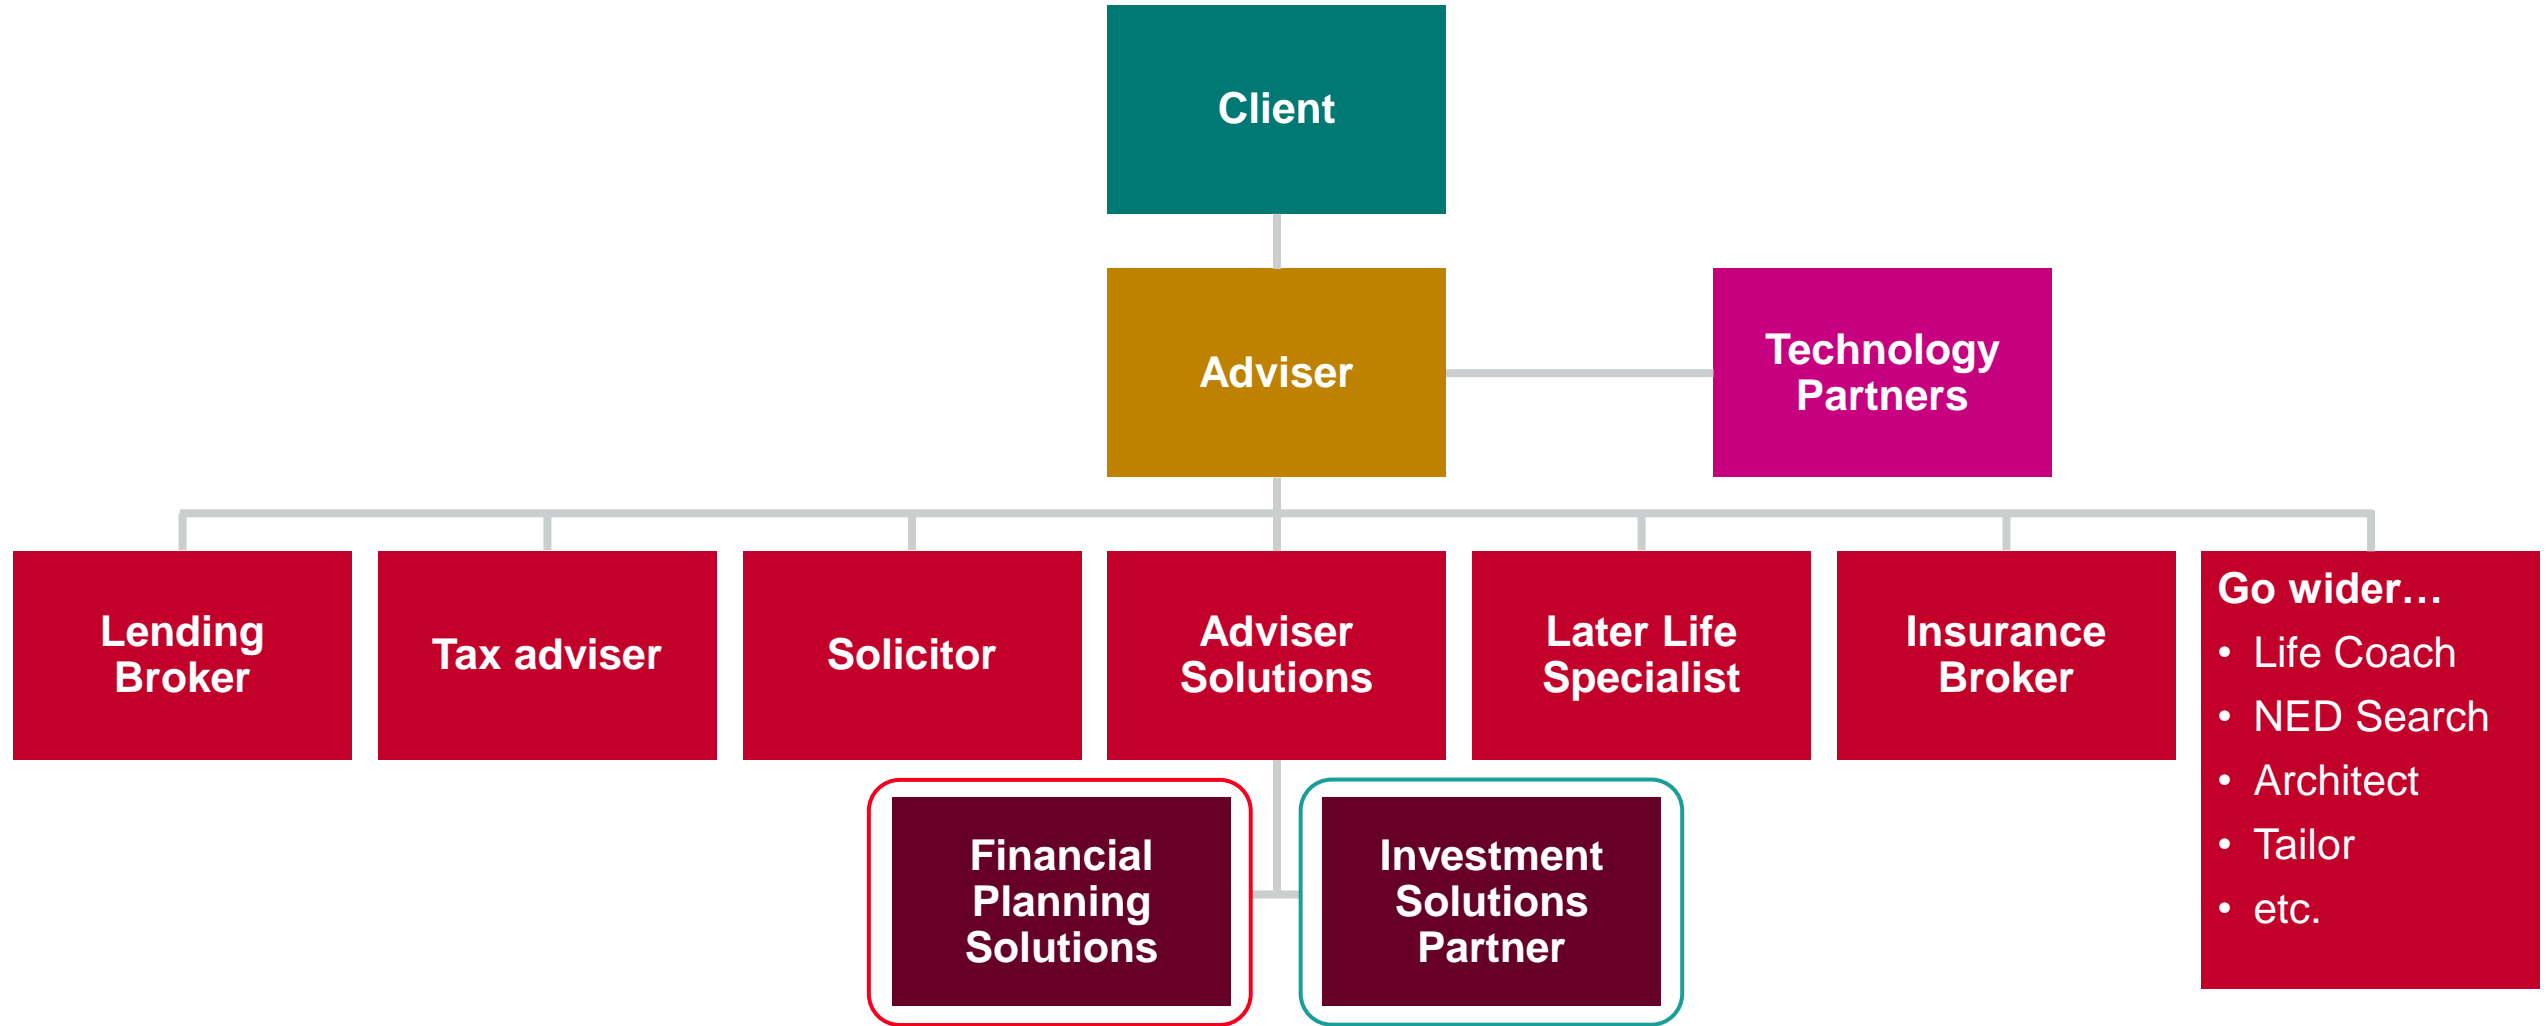 Client
Adviser
Technology
Partners
Lending
Broker
Tax adviser
Solicitor
Adviser
Solutions
Later Life
Specialist
Insurance
Broker
Go wider…
• Life Coach
• NED Search
• Architect
• Tailor
• etc.
Financial
Planning
Solutions
Investment
Solutions
Partner